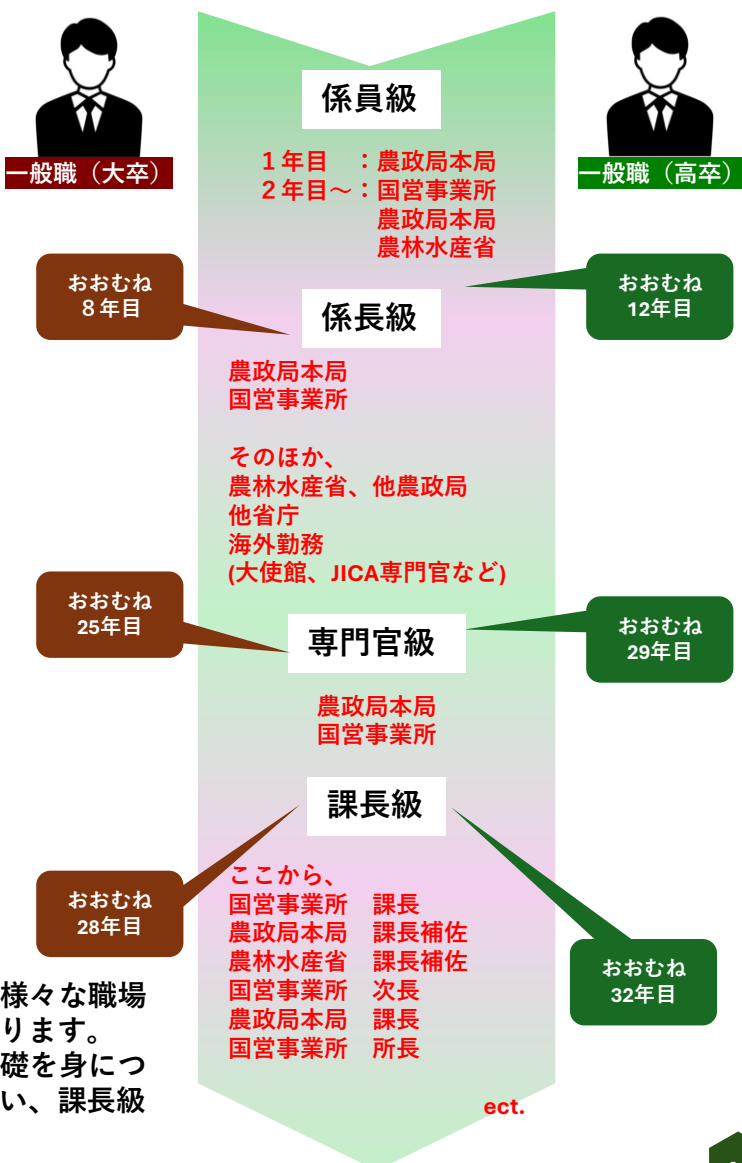 係員級
一般職（大卒）
一般職（高卒）
１年目　：農政局本局
２年目～：国営事業所
農政局本局
農林水産省
おおむね
８年目
おおむね
12年目
係長級
農政局本局
国営事業所
そのほか、
農林水産省、他農政局
他省庁
海外勤務
(大使館、JICA専門官など)
おおむね
25年目
おおむね
29年目
専門官級
農政局本局
国営事業所
課長級
おおむね
28年目
おおむね
32年目
ここから、
国営事業所　課長
農政局本局　課長補佐
農林水産省　課長補佐
国営事業所　次長
農政局本局　課長
国営事業所　所長
ect.
様々な職場
ります。
礎を身につ
い、課長級